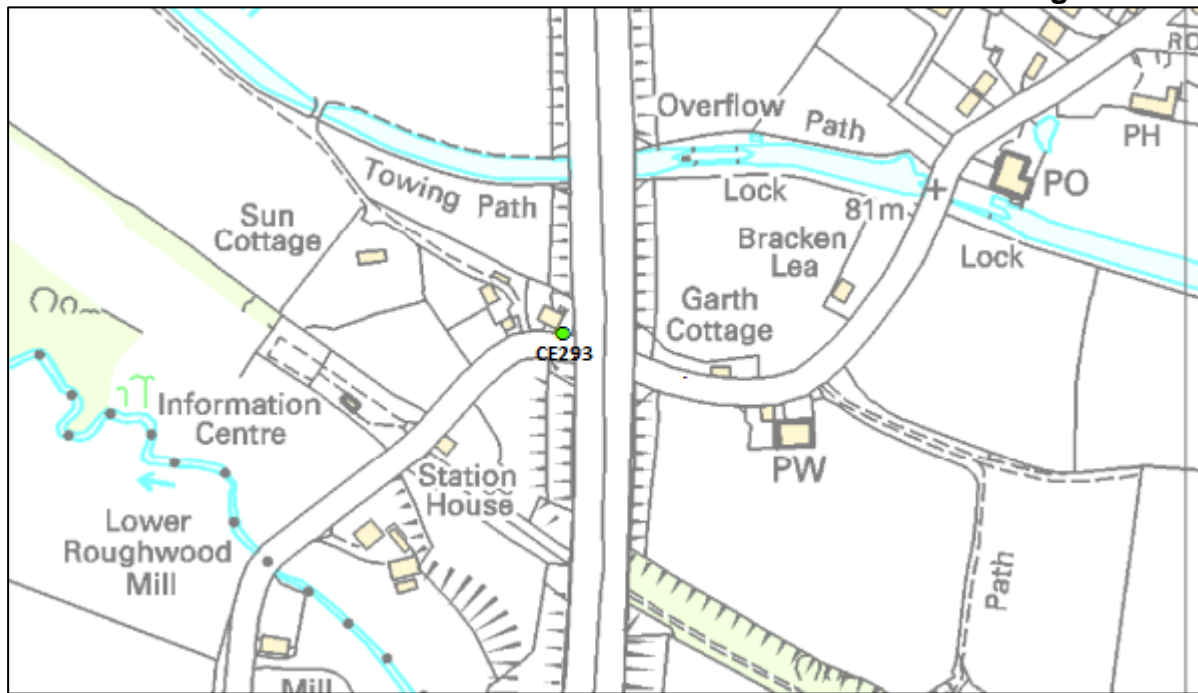 Overflow
Path
PH
PO
Towing Path
Lock
81m
Sun
Cottage
Bracken
Lea
Lock
Garth
Cottage
CE293
Information
Centre
PW
Station
House
Lower
Roughwood
Mill
Path
Mill